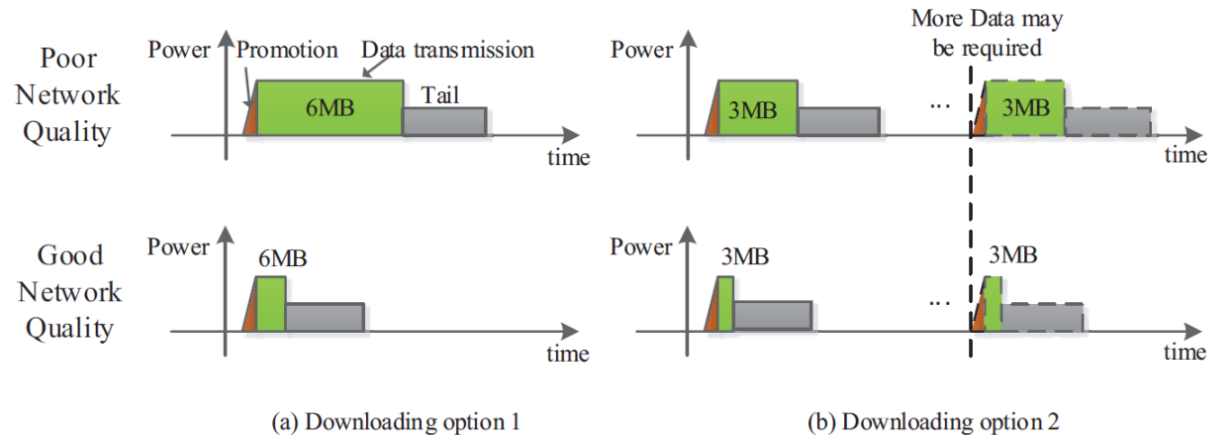 Poor
Network
Quality
Power
Promotion
Data transmission
6MB
Tail
time
Power
More Data may
be required
3MB
...
3MB
time
Good
Network
Quality
Power
6MB
time
Power
3MB
...
3MB
time
(a) Downloading option 1
(b) Downloading option 2